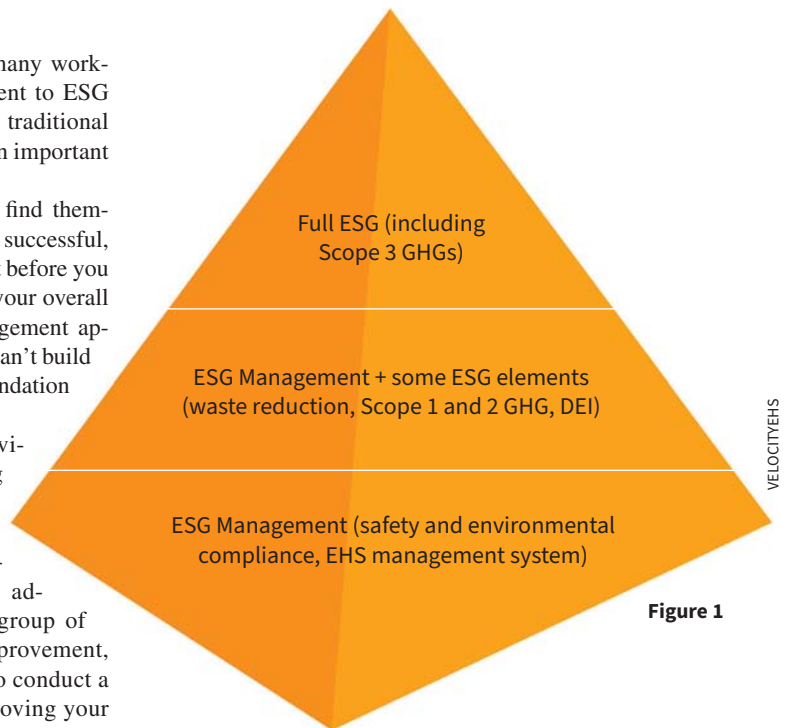 many work-
ent to ESG
traditional
n important
find them-
successful,
before you
your overall
gement ap-
an't build
ndation
wi-
g
ad-
group of
provement,
o conduct a
oving your
Full ESG (including
Scope 3 GHGs)
ESG Management + some ESG elements
(waste reduction, Scope 1 and 2 GHG, DEI)
ESG Management (safety and environmental
compliance, EHS management system)
VELOCITYEHS
Figure 1